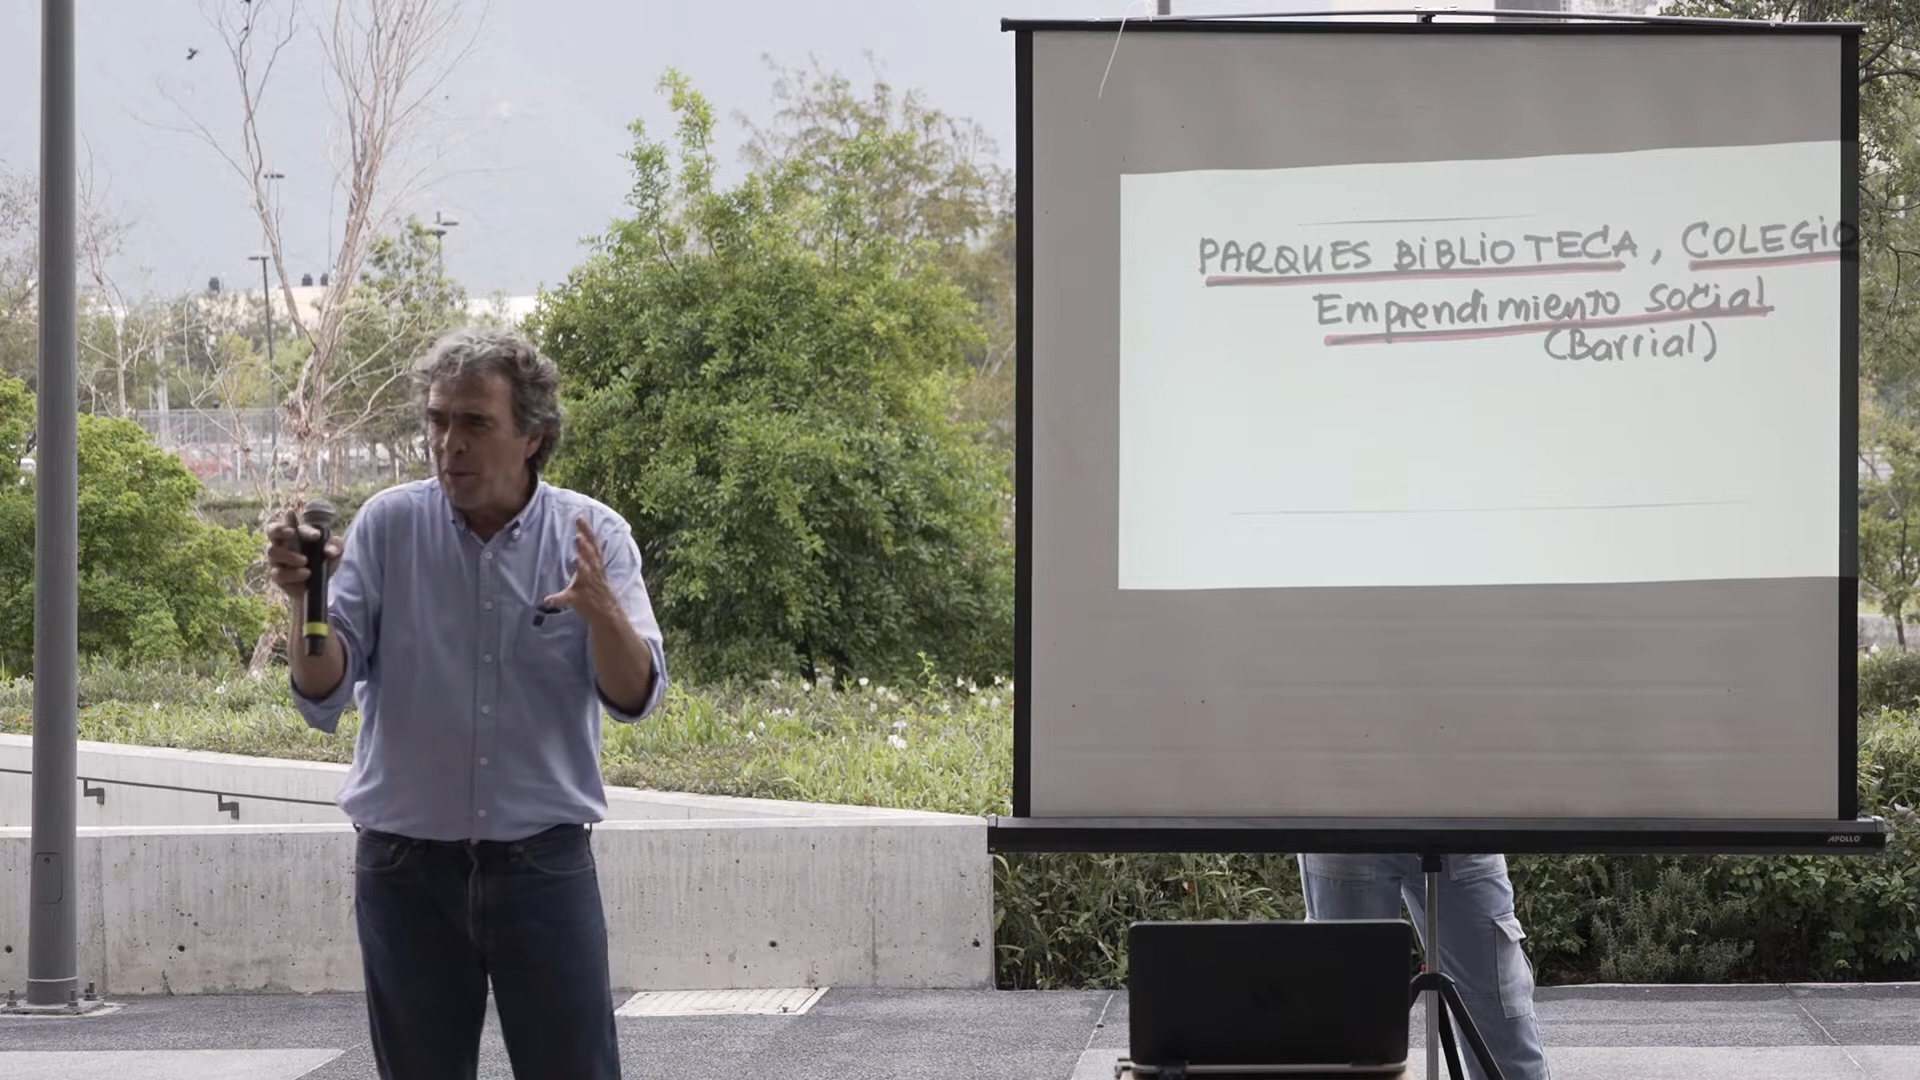 PARQUES BiBLIOTECA, COLEGIO
Emprendimiento social
(Barrial)
APOLLO